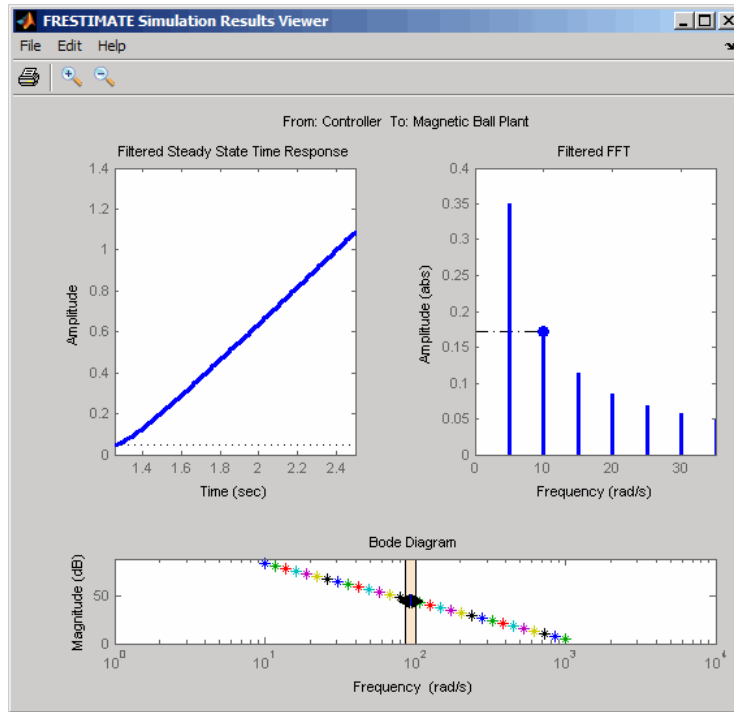 FRESTIMATE Simulation Results Viewer
File Edit Help
From: Controller To: Magnetic Ball Plant
Filtered Steady State Time Response
1.4
1.2
1
0.8
0.6
0.4
0.2
0
Amplitude
1.4 1.6 1.8 2 2.2 2.4
Time (sec)
Filtered FFT
0.4
0.35
0.3
0.25
0.2
0.15
0.1
0.05
0
Amplitude (abs)
0 10 20 30
Frequency (rad/s)
Bode Diagram
Magnitude (dB)
50
0
10^0 10^1 10^2 10^3 10
Frequency (rad/s)